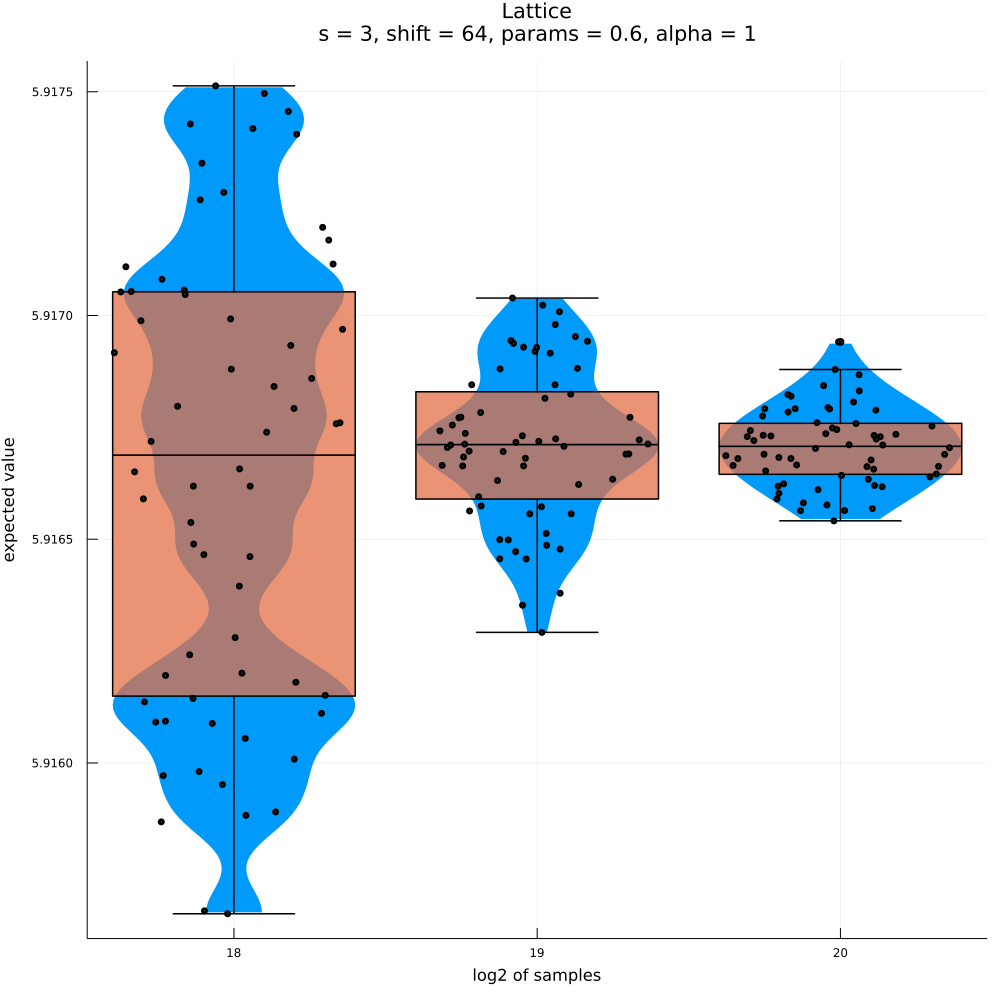 Lattice
s = 3, shift = 64, params = 0.6, alpha = 1
5.9175
5.9170
5.9165
5.9160
expected value
18
19
20
log2 of samples